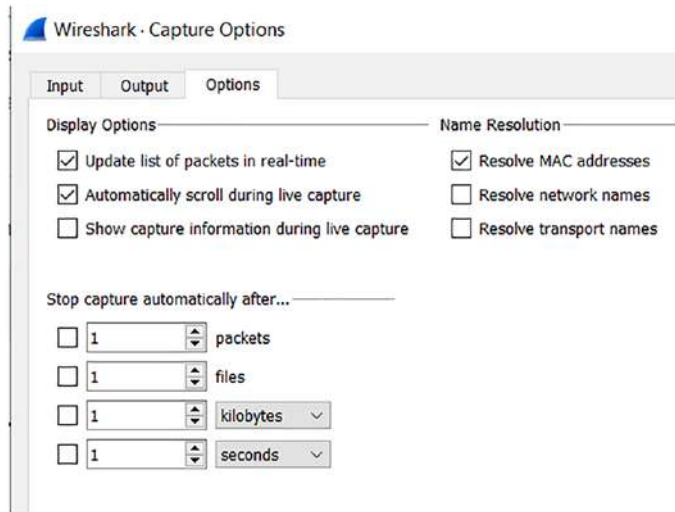 Wireshark · Capture Options
Input Output Options
Display Options
Update list of packets in real-time
Automatically scroll during live capture
Show capture information during live capture
Name Resolution
Resolve MAC addresses
Resolve network names
Resolve transport names
Stop capture automatically after...
1 packets
1 files
1 kilobytes
1 seconds